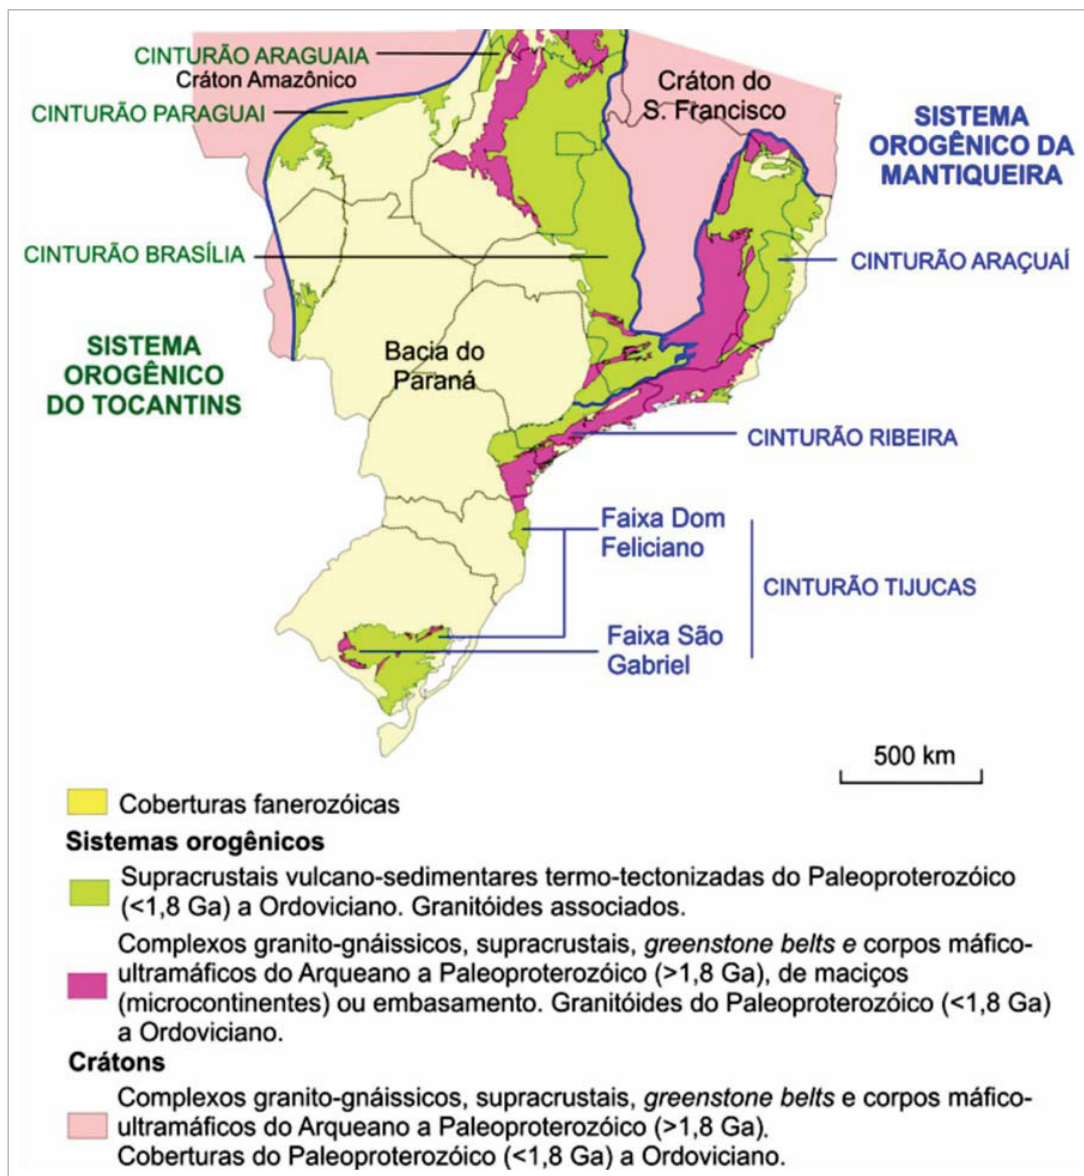 CINTURÃO ARAGUAIA
Cráton Amazônico
CINTURÃO PARAGUAI
Cráton do
S. Francisco
SISTEMA
OROGÊNICO DA
MANTIQUEIRA
CINTURÃO BRASÍLIA
CINTURÃO ARAÇUAÍ
SISTEMA
OROGÊNICO
DO TOCANTINS
Bacia do
Paraná
CINTURÃO RIBEIRA
Faixa Dom
Feliciano
CINTURÃO TIJUCAS
Faixa São
Gabriel
500 km
Coberturas fanerozóicas
Sistemas orogênicos
Supracrustais vulcano-sedimentares termo-tectonizadas do Paleoproterozóico
(<1,8 Ga) a Ordoviciano. Granitóides associados.
Complexos granito-gnáissicos, supracrustais, greenstone belts e corpos máfico-
ultramáficos do Arqueano a Paleoproterozóico (>1,8 Ga), de maciços
(microcontinentes) ou embasamento. Granitóides do Paleoproterozóico (<1,8 Ga)
a Ordoviciano.
Crátons
Complexos granito-gnáissicos, supracrustais, greenstone belts e corpos máfico-
ultramáficos do Arqueano a Paleoproterozóico (>1,8 Ga).
Coberturas do Paleoproterozóico (<1,8 Ga) a Ordoviciano.